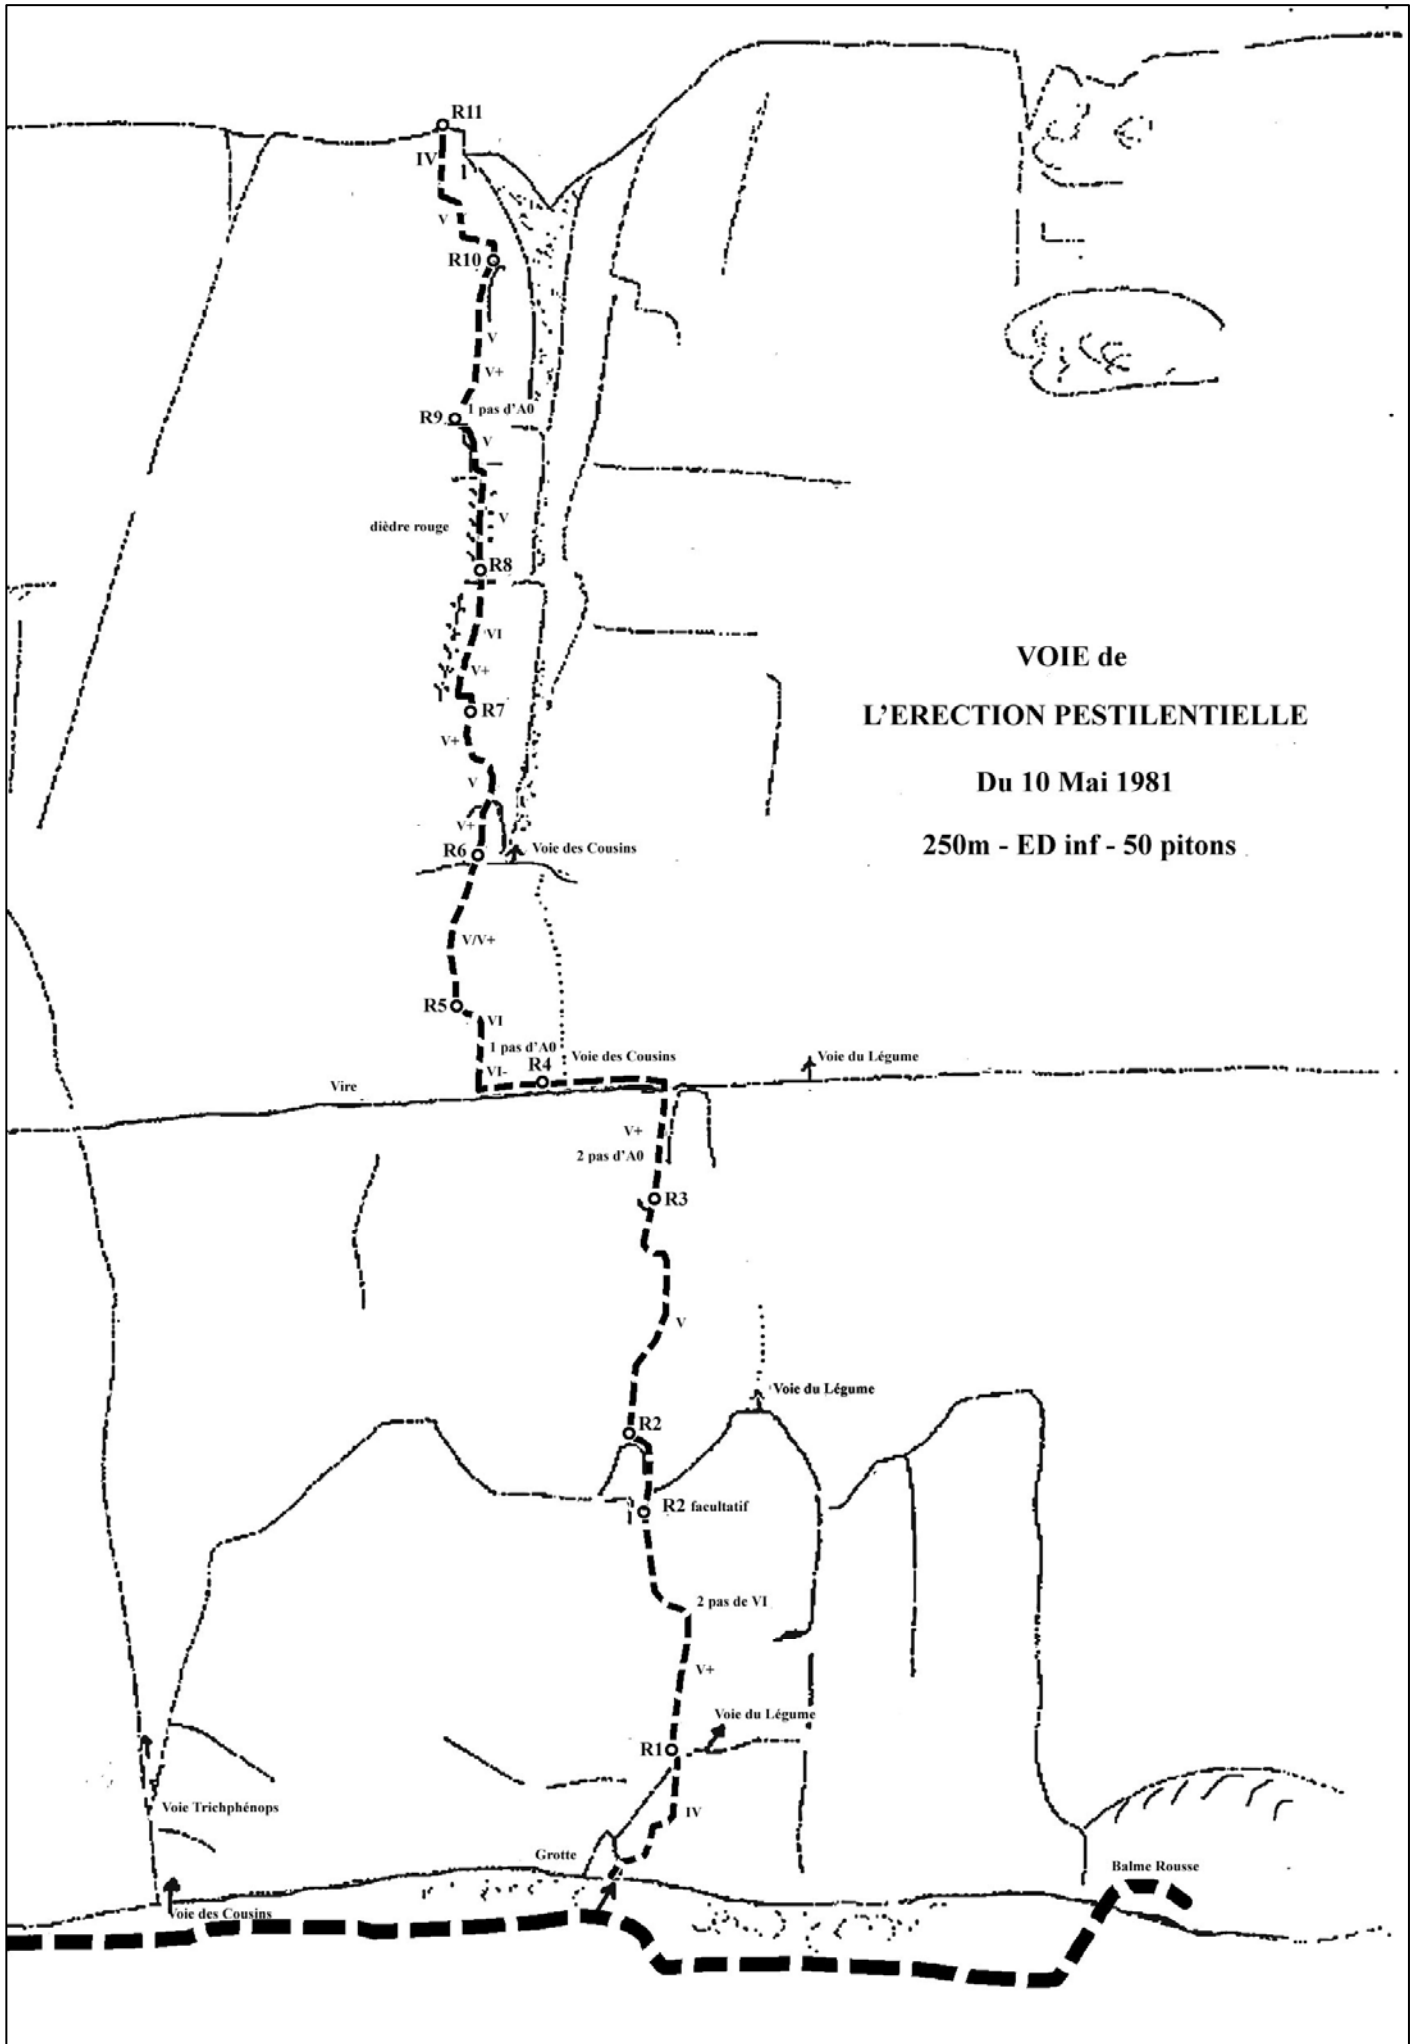 R11
IV
V
R10
V
V+
1 pas d'A0
R9
V
V
dièdre rouge
R8
VI
V+
R7
V+
V
V+
R6
Voie des Cousins
VOIE de
L'ERECTION PESTILENTIELLE
Du 10 Mai 1981
250m - ED inf - 50 pitons
V/V+
R5
VI
1 pas d'A0
VI-
R4
Voie des Cousins
Voie du Légume
Vire
V+
2 pas d'A0
R3
V
Voie du Légume
R2
R2 facultatif
2 pas de VI
V+
Voie du Légume
R1
IV
Voie Trichphénops
Grotte
Balme Rousse
Voie des Cousins